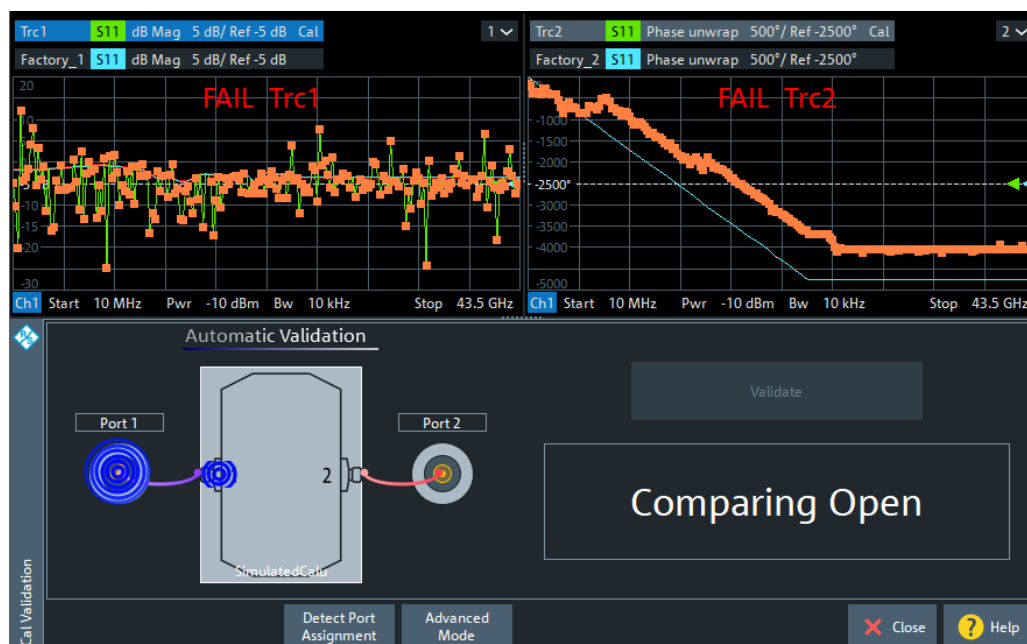 Trc1 S11 dB Mag 5 dB/ Ref -5 dB Cal 1
Factory_1 S11 dB Mag 5 dB/ Ref -5 dB
20
FAIL Trc1
-10
-15
-20
-30
Ch1 Start 10 MHz Pwr -10 dBm Bw 10 kHz Stop 43.5 GHz
Trc2 S11 Phase unwrap 500°/ Ref -2500° Cal 2
Factory_2 S11 Phase unwrap 500°/ Ref -2500°
FAIL Trc2
-1000
-1500
-2000
-2500°
-3000
-3500
-4000
-5000
Ch1 Start 10 MHz Pwr -10 dBm Bw 10 kHz Stop 43.5 GHz
Cal Validation
Automatic Validation
Port 1
Port 2
2
SimulatedCalu
Validate
Comparing Open
Detect Port
Assignment
Advanced
Mode
Close
Help